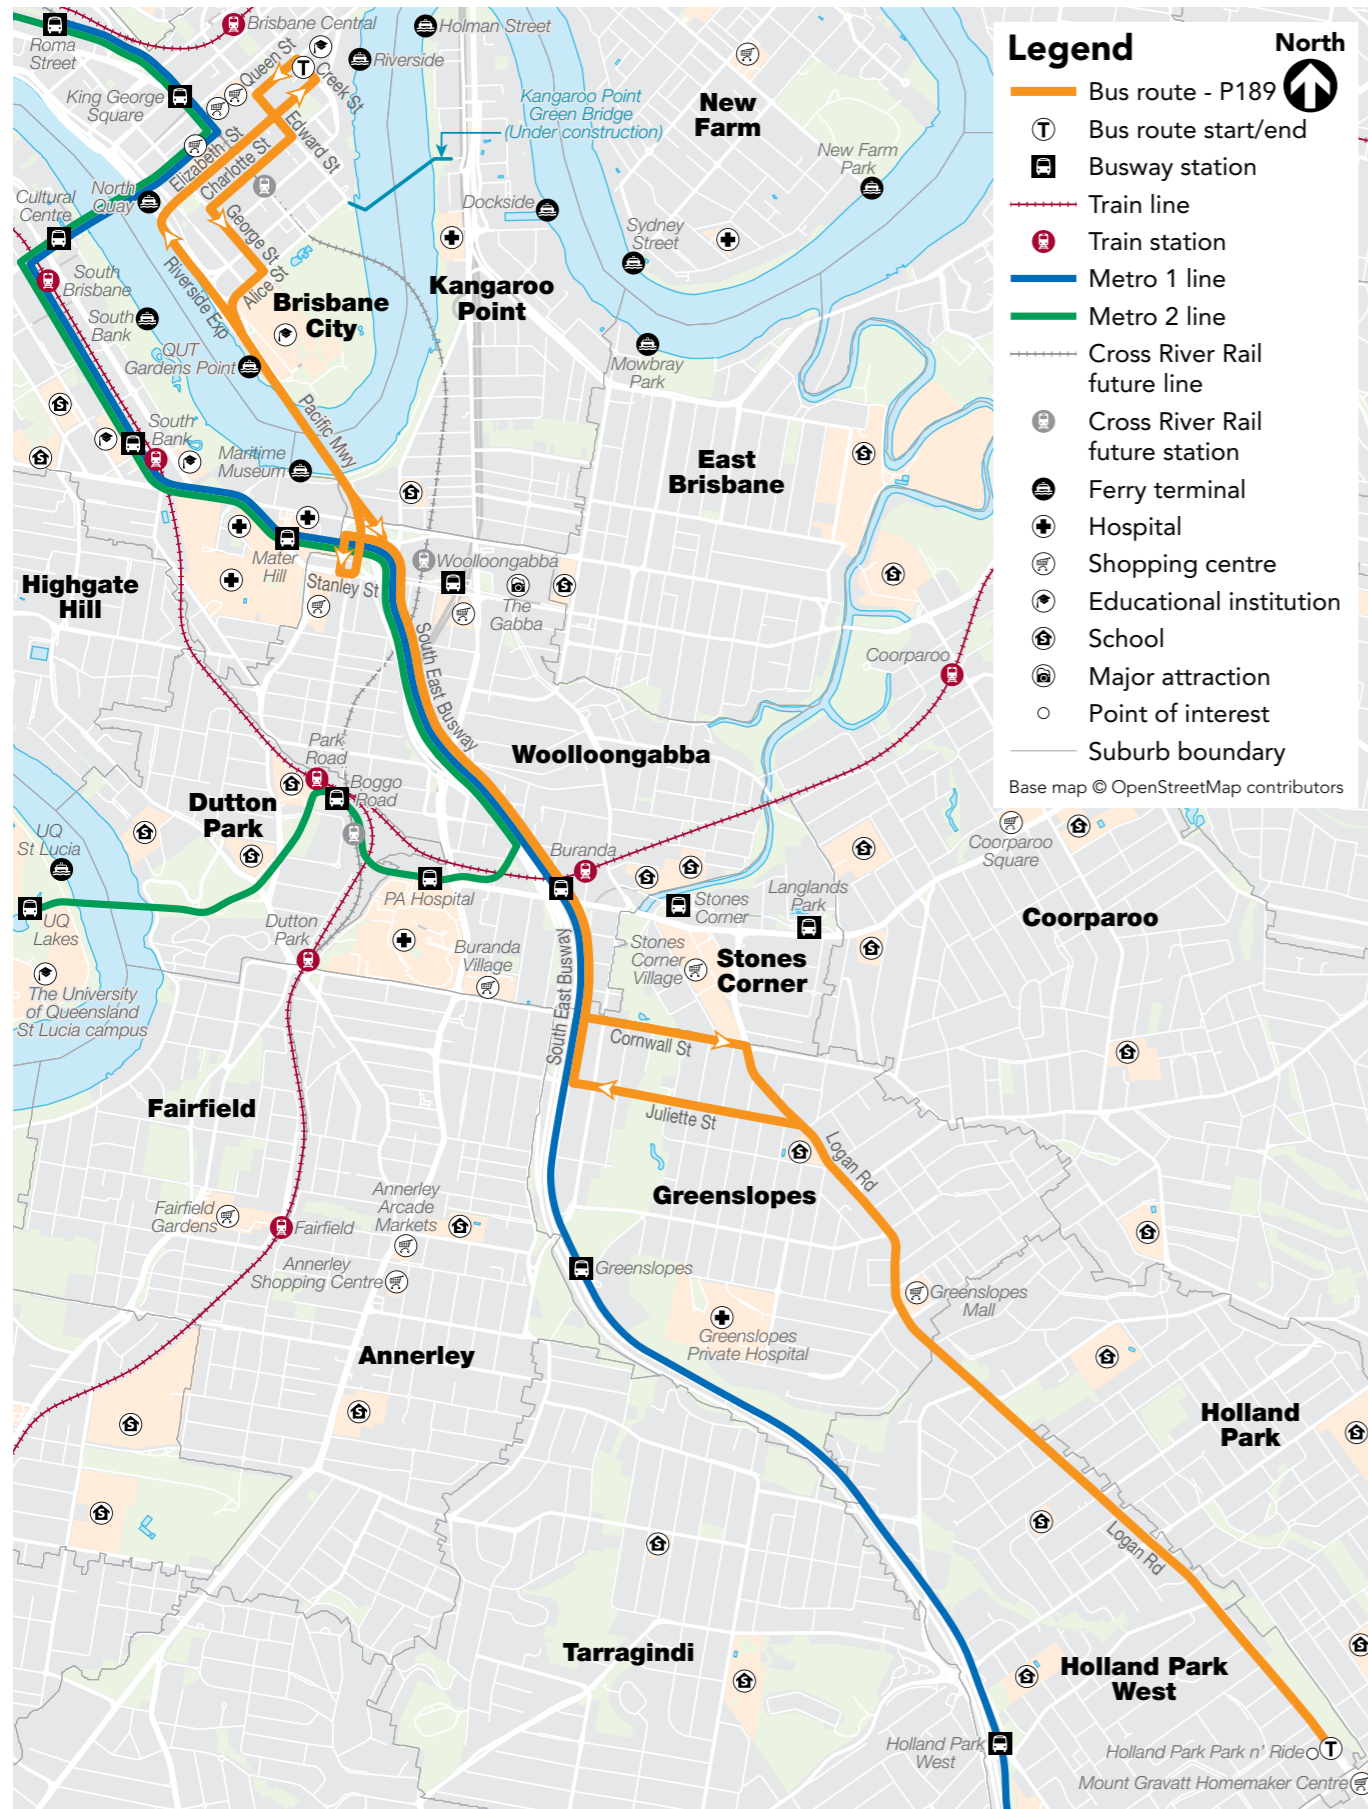 Legend
North
Bus route - P189
Bus route start/end
Busway station
Train line
Train station
Metro 1 line
Metro 2 line
Cross River Rail
future line
Cross River Rail
future station
Ferry terminal
Hospital
Shopping centre
Educational institution
School
Major attraction
Point of interest
Suburb boundary
Base map © OpenStreetMap contributors
Roma
Street
Brisbane Central
Holman Street
Riverside
King George
Square
Queen St
T
Creek St
Edward St
Elizabeth St
Charlotte St
George St
Alice St
Kangaroo Point
Green Bridge
(Under construction)
New
Farm
New Farm
Park
North
Quay
Cultural
Centre
Dockside
Sydney
Street
South
Brisbane
South
Bank
Riverside Exp
Brisbane
City
Kangaroo
Point
QUT
Gardens Point
Mowbray
Park
Pacific Mwy
South
Bank
Maritime
Museum
East
Brisbane
Mater
Hill
Stanley St
Woolloongabba
The
Gabba
Highgate
Hill
South East Busway
Coorparoo
Park
Road
Boggo
Road
Woolloongabba
Dutton
Park
UQ
St Lucia
Buranda
Coorparoo
Square
PA Hospital
Stones
Corner
Langlands
Park
UQ
Lakes
Dutton
Park
Buranda
Village
Stones
Corner
Village
Stones
Corner
Coorparoo
The University
of Queensland
St Lucia campus
South East Busway
Cornwall St
Fairfield
Juliette St
Logan Rd
Greenslopes
Fairfield
Gardens
Fairfield
Annerley
Arcade
Markets
Annerley
Shopping Centre
Greenslopes
Greenslopes
Mall
Greenslopes
Private Hospital
Annerley
Holland
Park
Logan Rd
Tarragindi
Holland Park
West
Holland Park
West
Holland Park Park n' Ride
T
Mount Gravatt Homemaker Centre